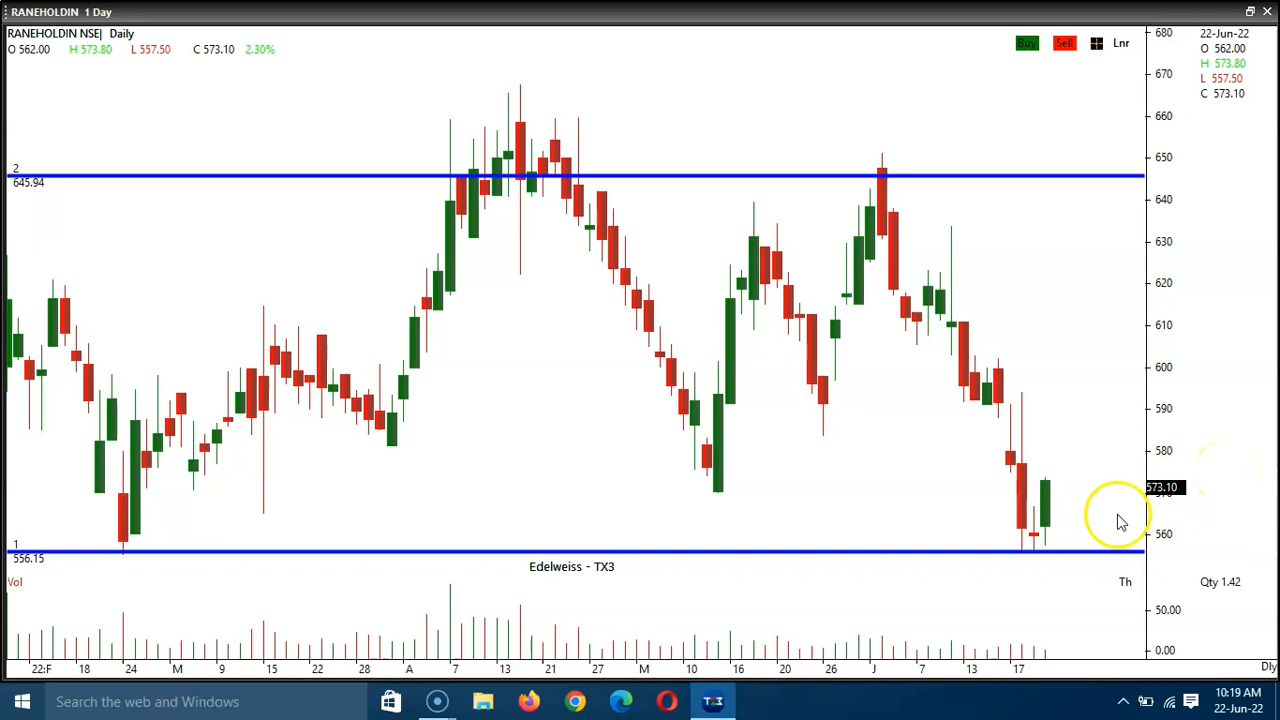 RANEHOLDIN 1 Day
RANEHOLDIN NSE| Daily
O 562.00 H 573.80 L 557.50 C 573.10 2.30%
Buy Sell Lnr
22-Jun-22
O 562.00
H 573.80
L 557.50
C 573.10
680
670
660
650
640
630
620
610
600
590
580
573.10
560
2
645.94
1
556.15
Edelweiss - TX3
Vol
Th
Qty 1.42
50.00
0.00
22:F 18 24 M 9 15 22 28 A 7 13 21 27 M 10 16 20 26 J 7 13 17
Dly
Search the web and Windows
10:19 AM
22-Jun-22